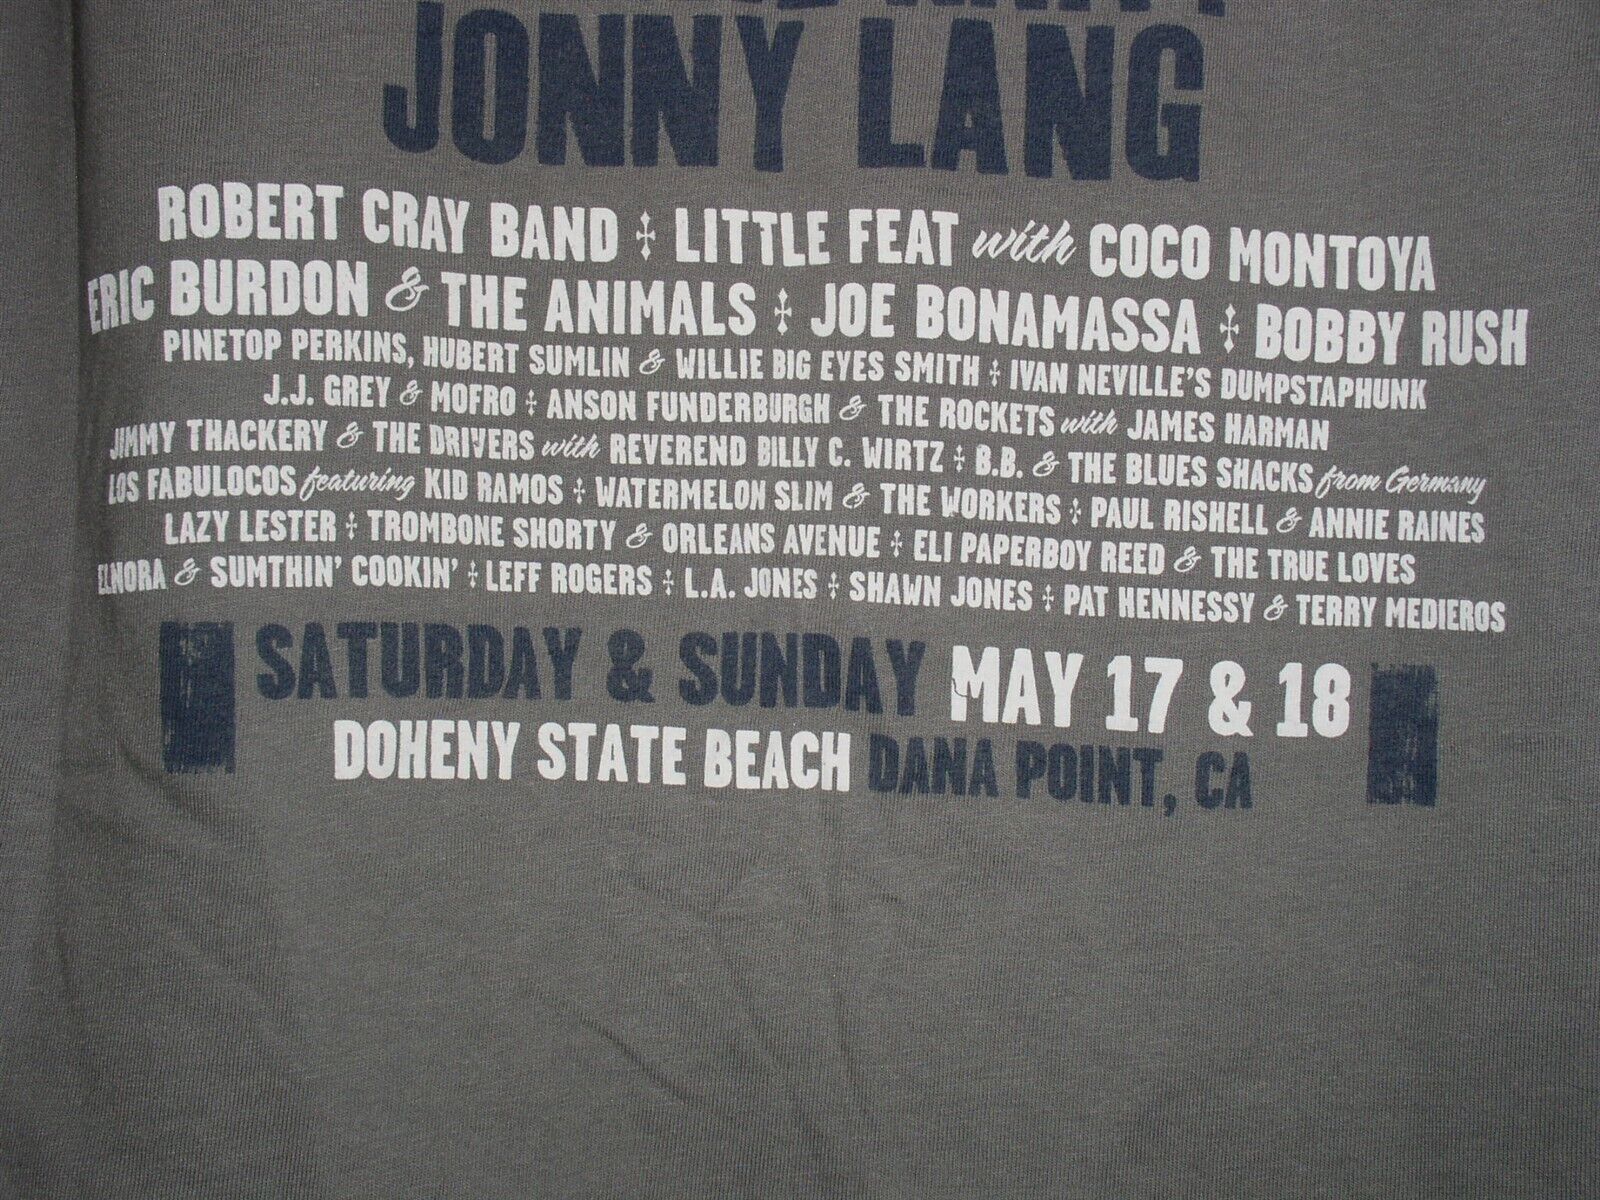 JONNY LANG
ROBERT CRAY BAND ‡ LITTLE FEAT with COCO MONTOYA
ERIC BURDON & THE ANIMALS ‡ JOE BONAMASSA ‡ BOBBY RUSH
PINETOP PERKINS, HUBERT SUMLIN & WILLIE BIG EYES SMITH ‡ IVAN NEVILLE'S DUMPSTAPHUNK
J.J. GREY & MOFRO ‡ ANSON FUNDERBURGH & THE ROCKETS with JAMES HARMAN
JIMMY THACKERY & THE DRIVERS with REVEREND BILLY C. WIRTZ ‡ B.B. & THE BLUES SHACKS from Germany
LOS FABULOCOS featuring KID RAMOS ‡ WATERMELON SLIM & THE WORKERS ‡ PAUL RISHELL & ANNIE RAINES
LAZY LESTER ‡ TROMBONE SHORTY & ORLEANS AVENUE ‡ ELI PAPERBOY REED & THE TRUE LOVES
ELNORA & SUMTHIN' COOKIN' ‡ LEFF ROGERS ‡ L.A. JONES ‡ SHAWN JONES ‡ PAT HENNESSY & TERRY MEDIEROS
SATURDAY & SUNDAY MAY 17 & 18
DOHENY STATE BEACH DANA POINT, CA